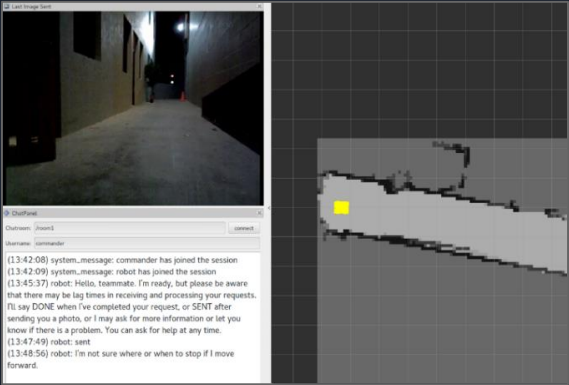 Last Image Sent
ChatPanel
Chatroom: /room1 connect
Username: commander
(13:42:08) system_message: commander has joined the session
(13:42:09) system_message: robot has joined the session
(13:45:37) robot: Hello, teammate. I'm ready, but please be aware
that there may be lag times in receiving and processing your requests.
I'll say DONE when I've completed your request, or SENT after
sending you a photo, or I may ask for more information or let you
know if there is a problem. You can ask for help at any time.
(13:47:49) robot: sent
(13:48:56) robot: I'm not sure where or when to stop if I move
forward.